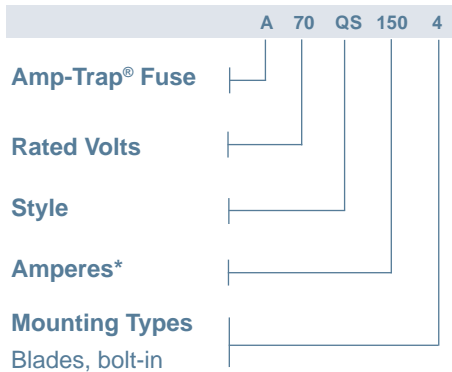 A 70 QS 150 4
Amp-Trap® Fuse
Rated Volts
Style
Amperes*
Mounting Types
Blades, bolt-in